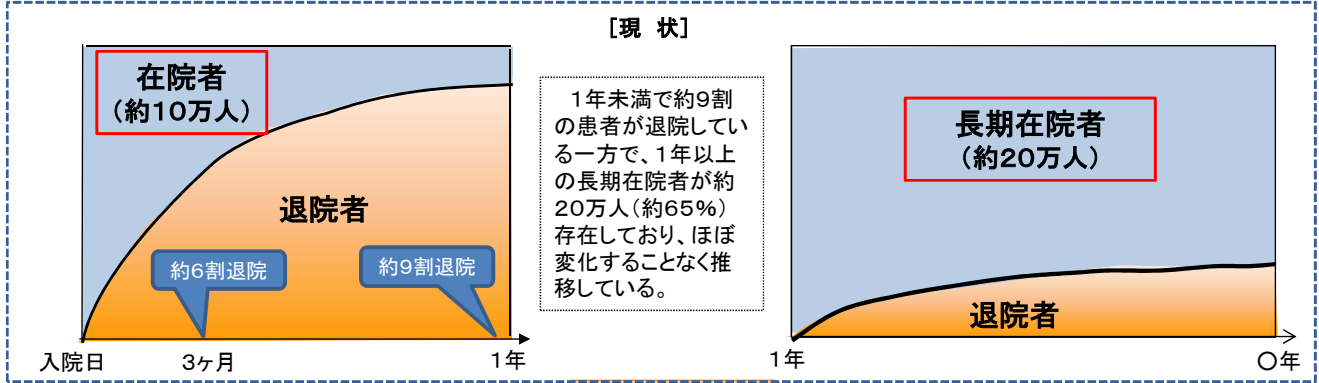 [現 状]
在院者
(約10万人)
退院者
約6割退院
約9割退院
入院日
3ヶ月
1年
1年未満で約9割
の患者が退院してい
る一方で、1年以上
の長期在院者が約
20万人(約65%)
存在しており、ほぼ
変化することなく推
移している。
長期在院者
(約20万人)
退院者
1年
○年